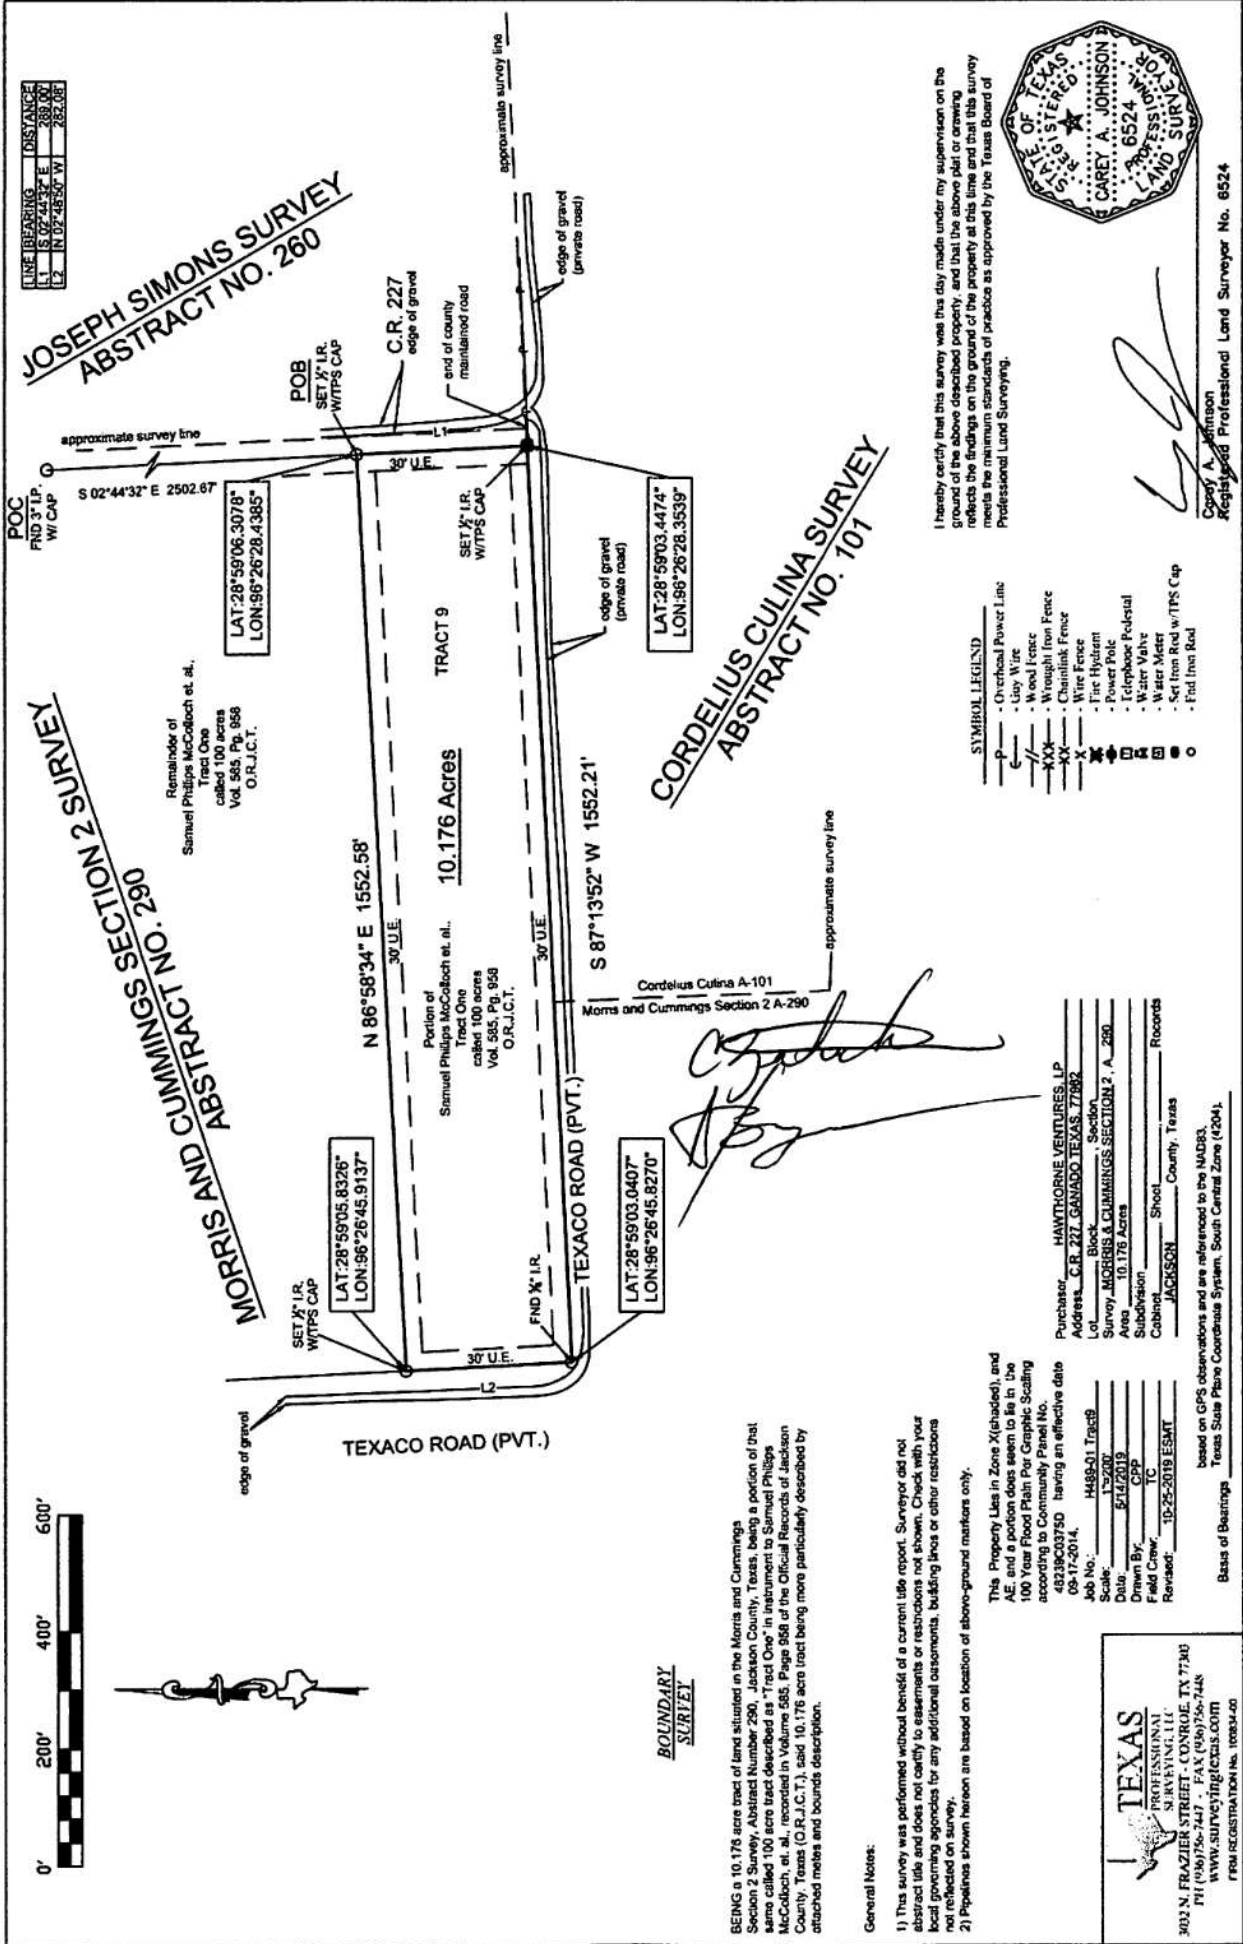 LINE BEARING DISTANCE
L1 S 02°44'32" E 289.00'
L2 N 02°48'50" W 282.08'
JOSEPH SIMONS SURVEY
ABSTRACT NO. 260
POC
FND 3" I.P.
W/ CAP
approximate survey line
S 02°44'32" E 2502.67'
POB
SET ½" I.R.
W/TPS CAP
C.R. 227
edge of gravel
end of county
maintained road
approximate survey line
edge of gravel
(private road)
L1
30' U.E.
LAT:28°59'06.3078"
LON:96°26'28.4385"
SET ½" I.R.
W/TPS CAP
LAT:28°59'03.4474"
LON:96°26'28.3539"
edge of gravel
(private road)
MORRIS AND CUMMINGS SECTION 2 SURVEY
ABSTRACT NO. 290
Remainder of
Samuel Phillips McColloch et. al.,
Tract One
called 100 acres
Vol. 585, Pg. 958
O.R.J.C.T.
N 86°58'34" E 1552.58'
30' U.E.
TRACT 9
10.176 Acres
Portion of
Samuel Phillips McColloch et. al.,
Tract One
called 100 acres
Vol. 585, Pg. 958
O.R.J.C.T.
30' U.E.
S 87°13'52" W 1552.21'
CORDELIUS CULINA SURVEY
ABSTRACT NO. 101
Cordelius Culina A-101
Morris and Cummings Section 2 A-290
approximate survey line
SET ½" I.R.
W/TPS CAP
LAT:28°59'05.8326"
LON:96°26'45.9137"
FND I.R.
30' U.E.
L2
TEXACO ROAD (PVT.)
LAT:28°59'03.0407"
LON:96°26'45.8270"
edge of gravel
TEXACO ROAD (PVT.)
0' 200' 400' 600'
BOUNDARY
SURVEY
BEING a 10.176 acre tract of land situated in the Morris and Cummings
Section 2 Survey, Abstract Number 290, Jackson County, Texas, being a portion of that
same called 100 acre tract described as "Tract One" in instrument to Samuel Phillips
McColloch, et. al., recorded in Volume 585, Page 958 of the Official Records of Jackson
County, Texas (O.R.J.C.T.), said 10.176 acre tract being more particularly described by
attached metes and bounds description.
General Notes:
1) This survey was performed without benefit of a current title report. Surveyor did not
abstract title and does not certify to easements or restrictions not shown. Check with your
local governing agencies for any additional easements, building lines or other restrictions
not reflected on survey.
2) Pipelines shown hereon are based on location of above-ground markers only.
This Property Lies in Zone X(shaded), and
AE, and a portion does seem to lie in the
100 Year Flood Plain Per Graphic Scaling
according to Community Panel No.
48239C0375D having an effective date
09-17-2014.
Job No.: H489-01 Tract9
Scale: 1"=200'
Date: 5/14/2019
Drawn By: CPP
Field Crew: TC
Revised: 10-25-2019 ESMT
Purchaser HAWTHORNE VENTURES, LP
Address C.R. 227, GANADO TEXAS, 77962
Lot Block , Section
Survey MORRIS & CUMMINGS SECTION 2 , A 290
Area 10.176 Acres
Subdivision
Cabinet Sheet Records
JACKSON County, Texas
based on GPS observations and are referenced to the NAD83,
Basis of Bearings Texas State Plane Coordinate System, South Central Zone (4204).
SYMBOL LEGEND
P - Overhead Power Line
- Guy Wire
// - Wood Fence
XXX - Wrought Iron Fence
XX - Chainlink Fence
X - Wire Fence
- Fire Hydrant
- Power Pole
- Telephone Pedestal
- Water Valve
- Water Meter
- Set Iron Rod w/TPS Cap
- Fnd Iron Rod
I hereby certify that this survey was this day made under my supervision on the
ground of the above described property, and that the above plat or drawing
reflects the findings on the ground of the property at this time and that this survey
meets the minimum standards of practice as approved by the Texas Board of
Professional Land Surveying.
STATE OF TEXAS
REGISTERED
CAREY A. JOHNSON
6524
PROFESSIONAL
LAND SURVEYOR
Carey A. Johnson
Registered Professional Land Surveyor No. 6524
TEXAS
PROFESSIONAL
SURVEYING, LLC
3032 N. FRAZIER STREET - CONROE, TX 77303
PH (936)756-7447 - FAX (936)756-7448
www.surveyingtexas.com
FIRM REGISTRATION No. 100834-00